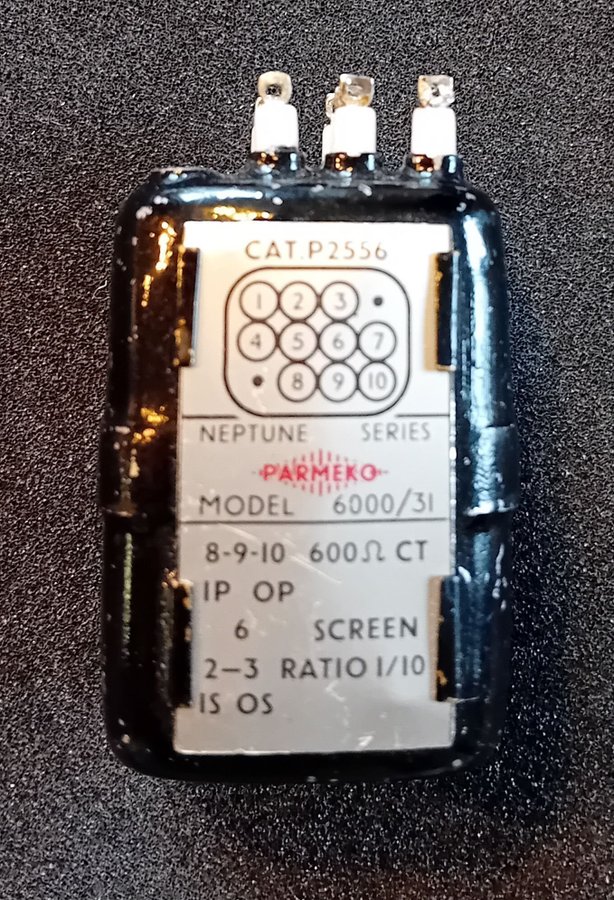 CAT.P2556
1 2 3
4 5 6 7
8 9 10
NEPTUNE SERIES
PARMEKO
MODEL 6000/31
8-9-10 600Ω CT
IP OP
6 SCREEN
2–3 RATIO 1/10
IS OS